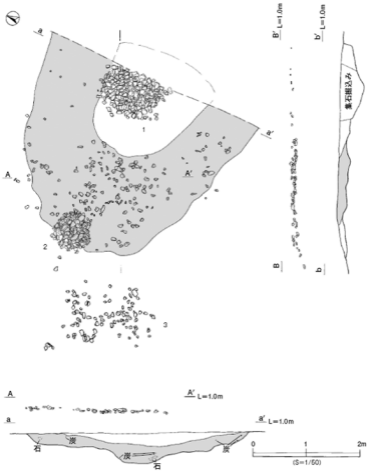 a
1
a'
A
A'
2
3
B' L=1.0m
B
b' L=1.0m
集石掘込み
b
A
A' L=1.0m
a
a' L=1.0m
石
炭
炭
石
炭
0 1 2m
(S=1/50)